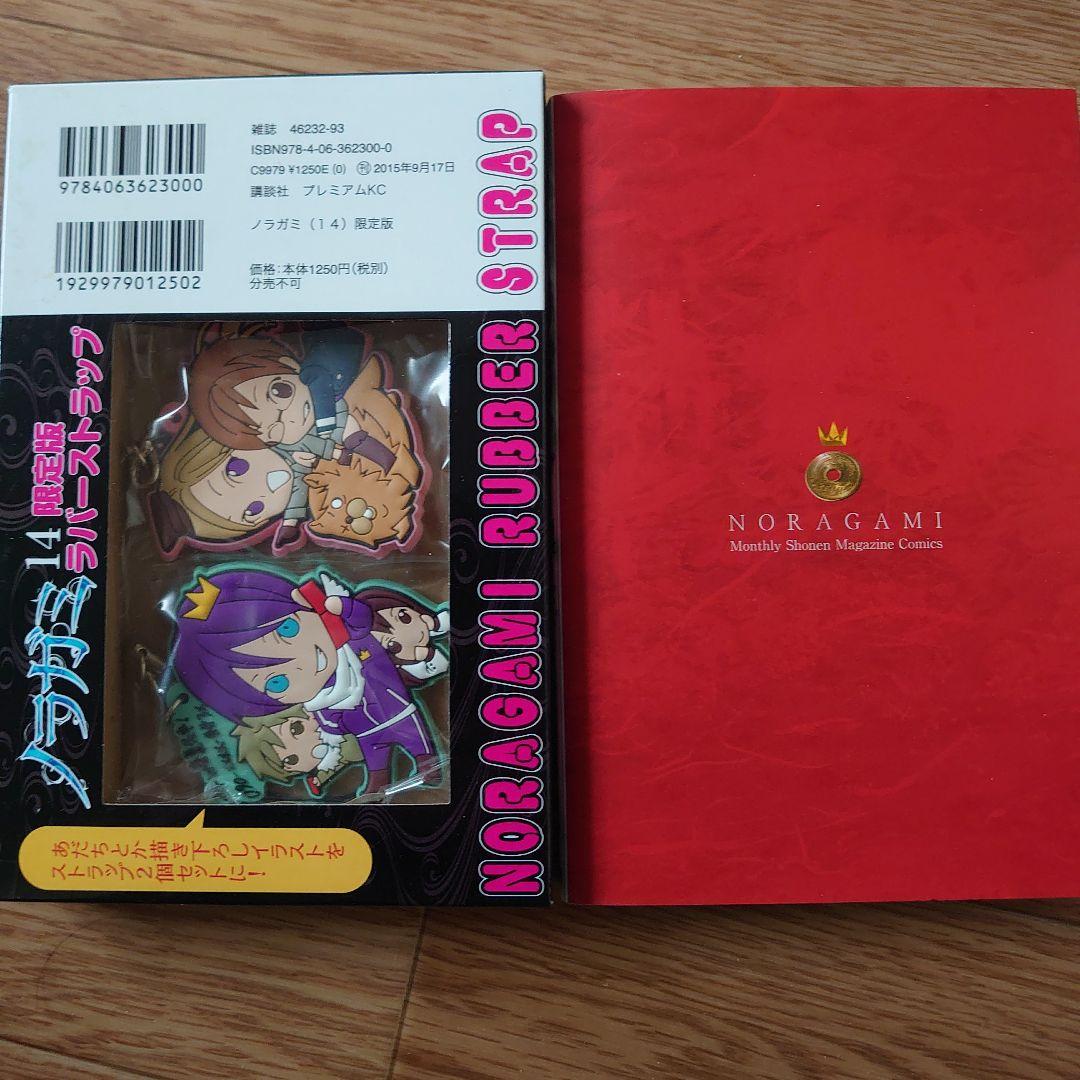 雑誌 46232-93
ISBN978-4-06-362300-0
C9979 ¥1250E (0) 刊 2015年9月17日
講談社 プレミアムKC
9784063623000
ノラガミ（１４）限定版
価格：本体1250円（税別）
分売不可
1929979012502
ノラガミ14 限定版
ラバーストラップ
NORAGAMI RUBBER STRAP
あだちとか描き下ろしイラストを
ストラップ2個セットに！
NORAGAMI
Monthly Shonen Magazine Comics